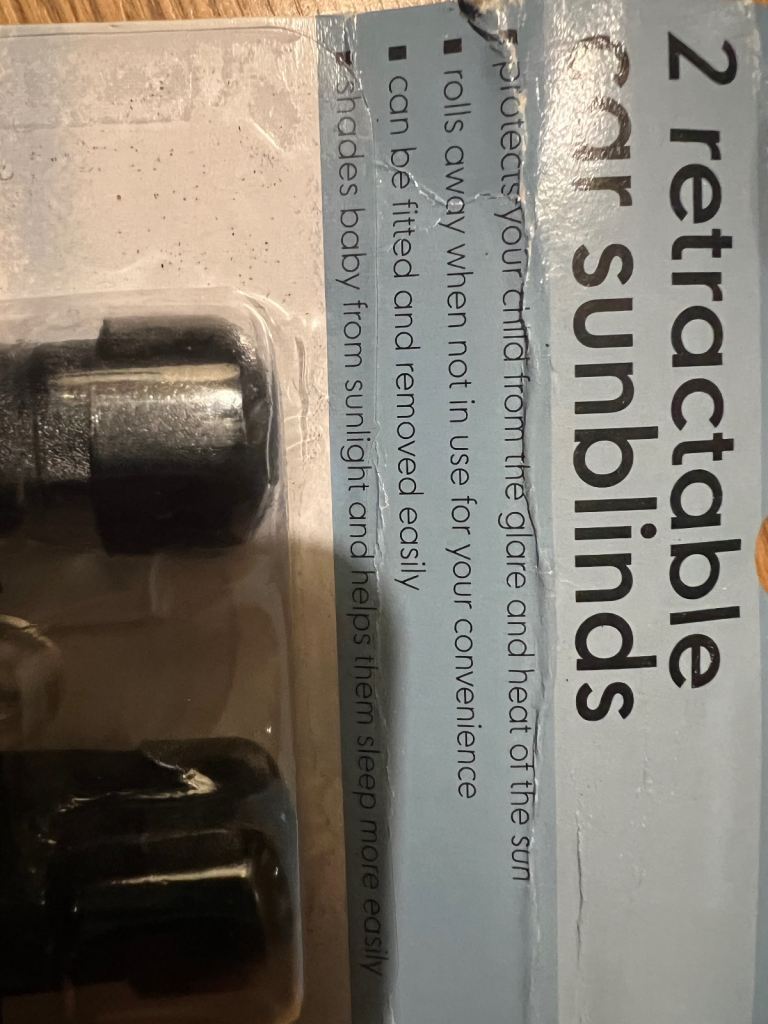 2 retractable
car sunblinds
▪ protects your child from the glare and heat of the sun
▪ rolls away when not in use for your convenience
▪ can be fitted and removed easily
▪ shades baby from sunlight and helps them sleep more easily